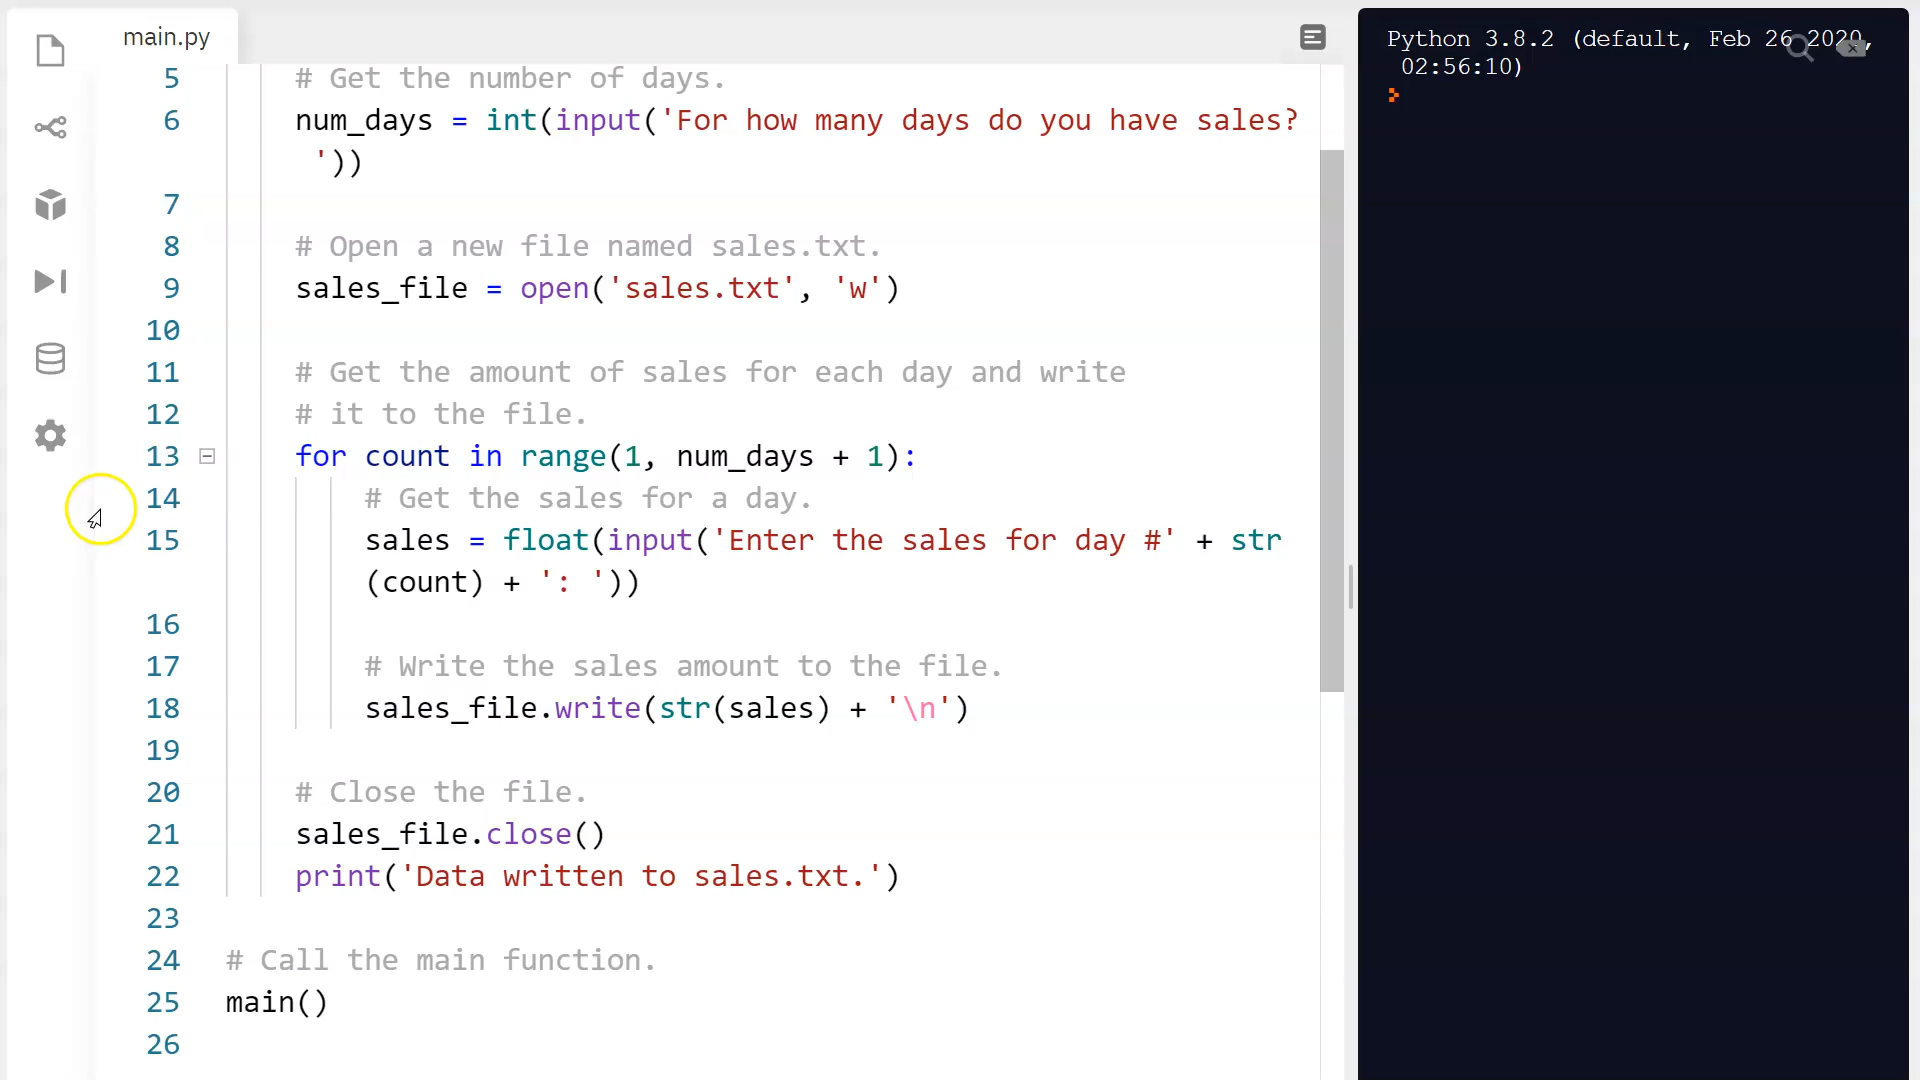 main.py
5 # Get the number of days.
6 num_days = int(input('For how many days do you have sales?
'))
7
8 # Open a new file named sales.txt.
9 sales_file = open('sales.txt', 'w')
10
11 # Get the amount of sales for each day and write
12 # it to the file.
13 for count in range(1, num_days + 1):
14 # Get the sales for a day.
15 sales = float(input('Enter the sales for day #' + str
(count) + ': '))
16
17 # Write the sales amount to the file.
18 sales_file.write(str(sales) + '\n')
19
20 # Close the file.
21 sales_file.close()
22 print('Data written to sales.txt.')
23
24 # Call the main function.
25 main()
26
Python 3.8.2 (default, Feb 26 2020,
02:56:10)